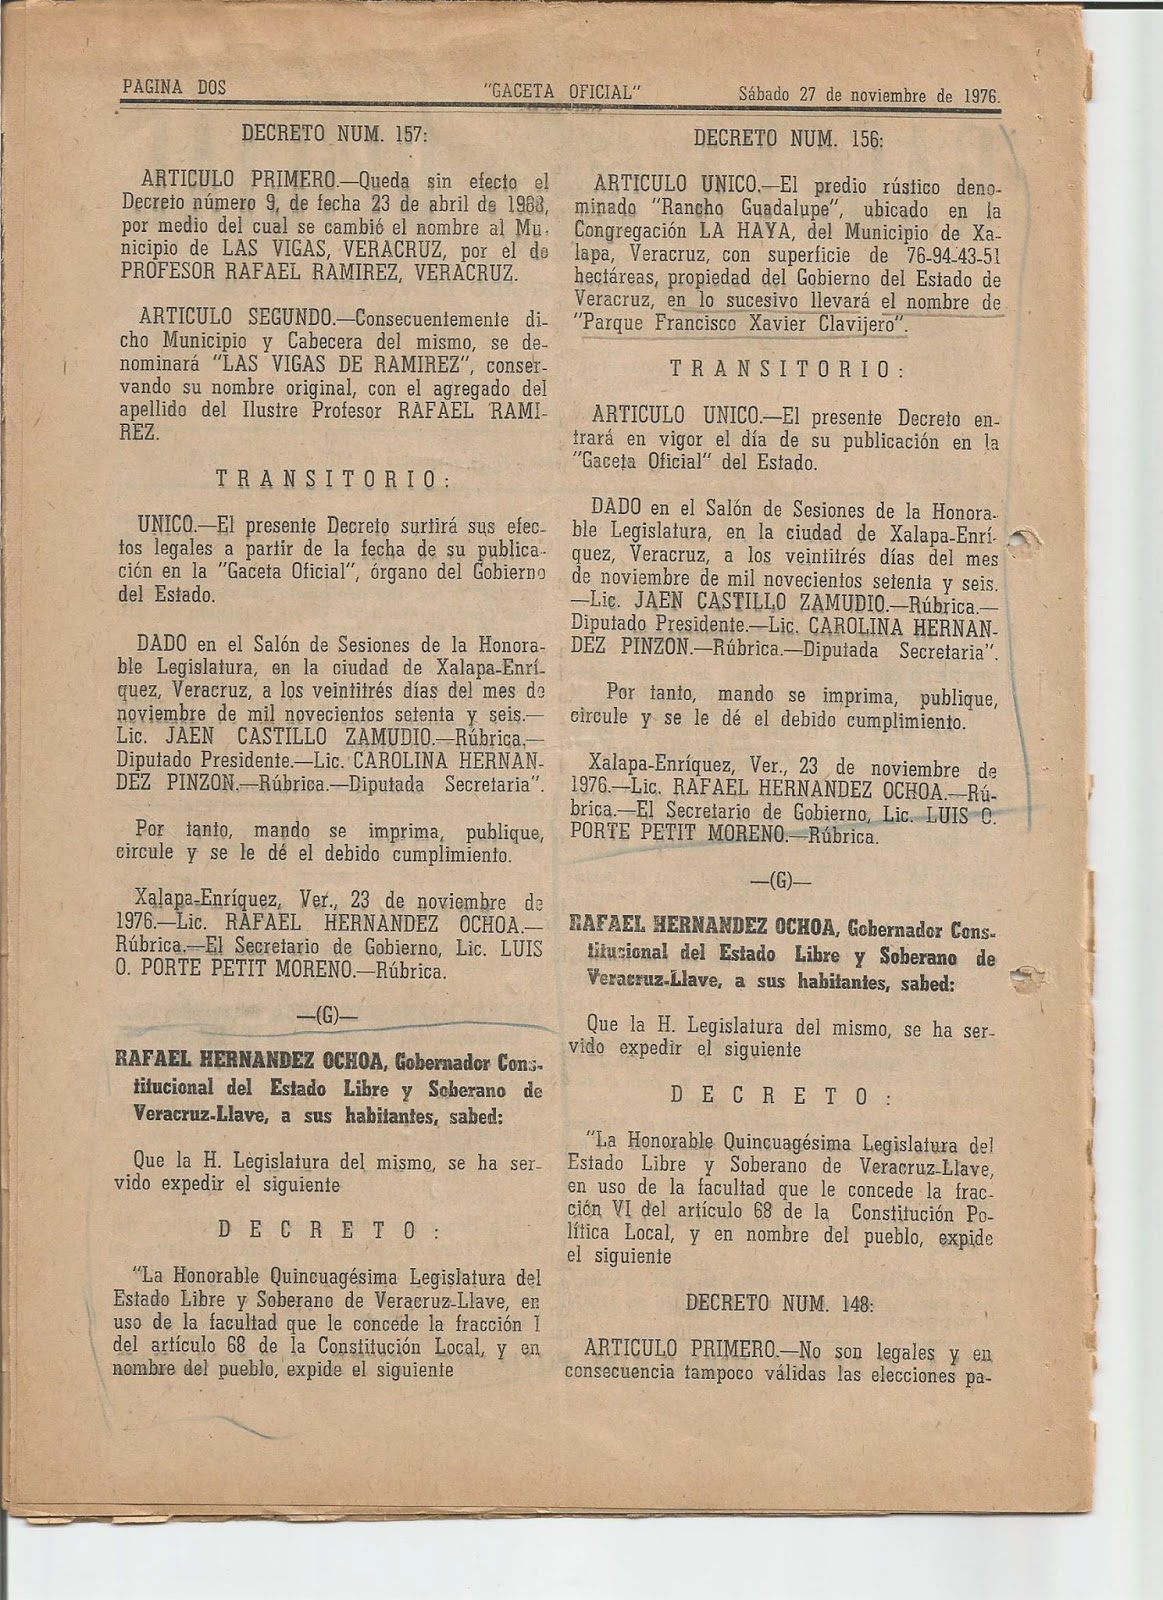 PAGINA DOS "GACETA OFICIAL" Sábado 27 de noviembre de 1976.
DECRETO NUM. 157:
ARTICULO PRIMERO.—Queda sin efecto el
Decreto número 9, de fecha 23 de abril de
por medio del cual se cambió el nombre al Mu-
nicipio de LAS VIGAS, VERACRUZ, por el de
PROFESOR RAFAEL RAMIREZ, VERACRUZ.
ARTICULO SEGUNDO.—Consecuentemente di-
cho Municipio y Cabecera del mismo, se de-
nominará "LAS VIGAS DE RAMIREZ", conser-
vando su nombre original, con el agregado del
apellido del Ilustre Profesor RAFAEL RAMI-
REZ.
T R A N S I T O R I O :
UNICO.—El presente Decreto surtirá sus efec-
tos legales a partir de la fecha de su publica-
ción en la "Gaceta Oficial", órgano del Gobierno
del Estado.
DADO en el Salón de Sesiones de la Honora-
ble Legislatura, en la ciudad de Xalapa-Enrí-
quez, Veracruz, a los veintitrés días del mes de
noviembre de mil novecientos setenta y seis.—
Lic. JAEN CASTILLO ZAMUDIO.—Rúbrica.—
Diputado Presidente.—Lic. CAROLINA HERNAN-
DEZ PINZON.—Rúbrica.—Diputada Secretaria".
Por tanto, mando se imprima, publique,
circule y se le dé el debido cumplimiento.
Xalapa-Enríquez, Ver., 23 de noviembre de
1976.—Lic. RAFAEL HERNANDEZ OCHOA.—
Rúbrica.—El Secretario de Gobierno, Lic. LUIS
O. PORTE PETIT MORENO.—Rúbrica.
—(G)—
RAFAEL HERNANDEZ OCHOA, Gobernador Cons-
titucional del Estado Libre y Soberano de
Veracruz-Llave, a sus habitantes, sabed:
Que la H. Legislatura del mismo, se ha ser-
vido expedir el siguiente
D E C R E T O :
"La Honorable Quincuagésima Legislatura del
Estado Libre y Soberano de Veracruz-Llave, en
uso de la facultad que le concede la fracción I
del artículo 68 de la Constitución Local, y en
nombre del pueblo, expide el siguiente
DECRETO NUM. 156:
ARTICULO UNICO.—El predio rústico deno-
minado "Rancho Guadalupe", ubicado en la
Congregación LA HAYA, del Municipio de Xa-
lapa, Veracruz, con superficie de 76-94-43-51
hectáreas, propiedad del Gobierno del Estado de
Veracruz, en lo sucesivo llevará el nombre de
"Parque Francisco Xavier Clavijero".
T R A N S I T O R I O :
ARTICULO UNICO.—El presente Decreto en-
trará en vigor el día de su publicación en la
"Gaceta Oficial" del Estado.
DADO en el Salón de Sesiones de la Honora-
ble Legislatura, en la ciudad de Xalapa-Enrí-
quez, Veracruz, a los veintitrés días del mes
de noviembre de mil novecientos setenta y seis.
—Lic. JAEN CASTILLO ZAMUDIO.—Rúbrica.—
Diputado Presidente.—Lic. CAROLINA HERNAN-
DEZ PINZON.—Rúbrica.—Diputada Secretaria".
Por tanto, mando se imprima, publique,
circule y se le dé el debido cumplimiento.
Xalapa-Enríquez, Ver., 23 de noviembre de
1976.—Lic. RAFAEL HERNANDEZ OCHOA.—Rú-
brica.—El Secretario de Gobierno, Lic. LUIS O.
PORTE PETIT MORENO.—Rúbrica.
—(G)—
RAFAEL HERNANDEZ OCHOA, Gobernador Cons-
titucional del Estado Libre y Soberano de
Veracruz-Llave, a sus habitantes, sabed:
Que la H. Legislatura del mismo, se ha ser-
vido expedir el siguiente
D E C R E T O :
"La Honorable Quincuagésima Legislatura del
Estado Libre y Soberano de Veracruz-Llave,
en uso de la facultad que le concede la frac-
ción VI del artículo 68 de la Constitución Po-
lítica Local, y en nombre del pueblo, expide
el siguiente
DECRETO NUM. 148:
ARTICULO PRIMERO.—No son legales y en
consecuencia tampoco válidas las elecciones pa-